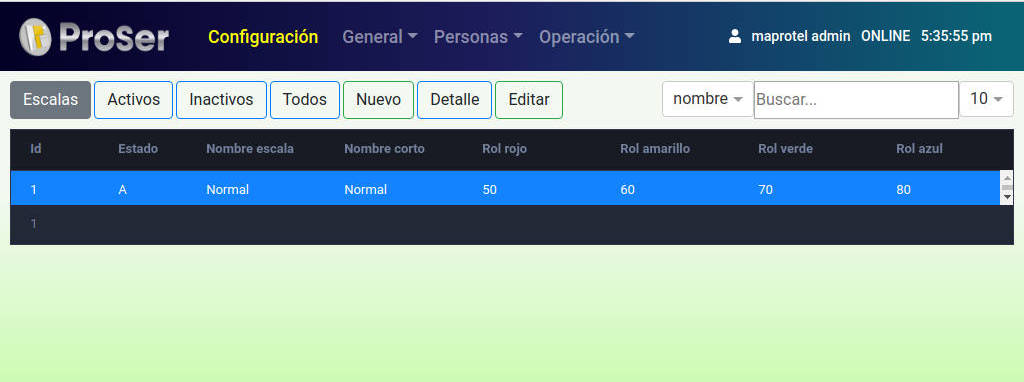 ProSer Configuración General Personas Operación maprotel admin ONLINE 5:35:55 pm
Escalas Activos Inactivos Todos Nuevo Detalle Editar nombre Buscar... 10
Id Estado Nombre escala Nombre corto Rol rojo Rol amarillo Rol verde Rol azul
1 A Normal Normal 50 60 70 80
1